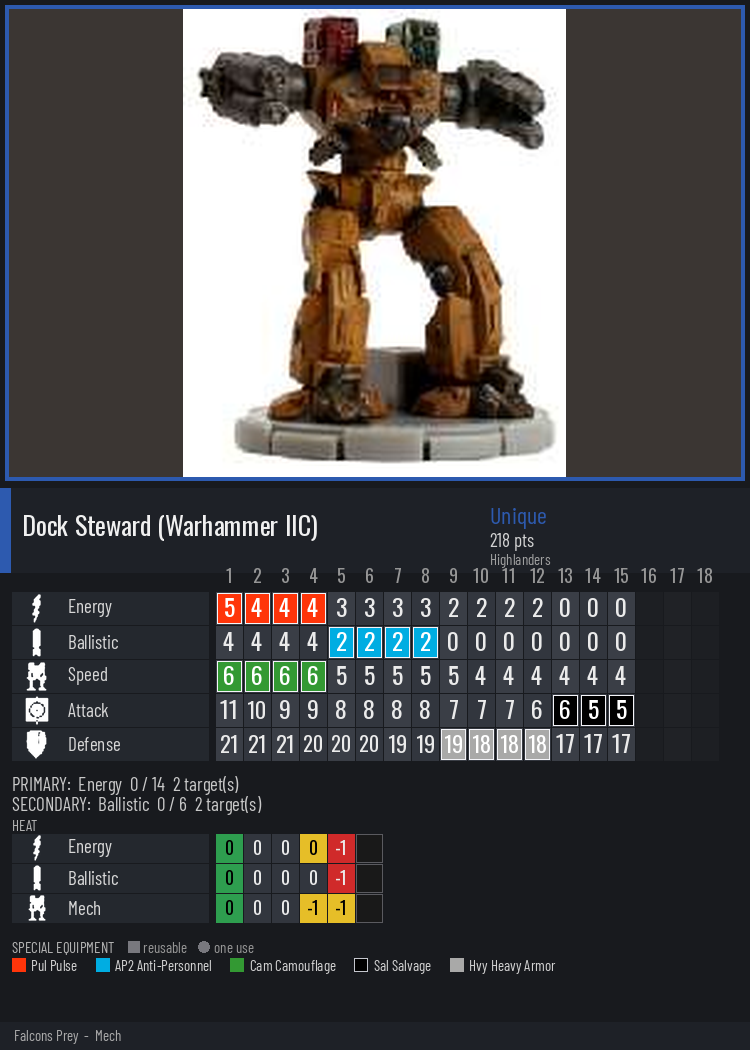 Dock Steward (Warhammer IIC)
Unique
218 pts
Highlanders
1 2 3 4 5 6 7 8 9 10 11 12 13 14 15 16 17 18
Energy 5 4 4 4 3 3 3 3 2 2 2 2 0 0 0
Ballistic 4 4 4 4 2 2 2 2 0 0 0 0 0 0 0
Speed 6 6 6 6 5 5 5 5 5 4 4 4 4 4 4
Attack 11 10 9 9 8 8 8 8 7 7 7 6 6 5 5
Defense 21 21 21 20 20 20 19 19 19 18 18 18 17 17 17
PRIMARY: Energy 0 / 14 2 target(s)
SECONDARY: Ballistic 0 / 6 2 target(s)
HEAT
Energy 0 0 0 0 -1
Ballistic 0 0 0 0 -1
Mech 0 0 0 -1 -1
SPECIAL EQUIPMENT reusable one use
Pul Pulse AP2 Anti-Personnel Cam Camouflage Sal Salvage Hvy Heavy Armor
Falcons Prey - Mech